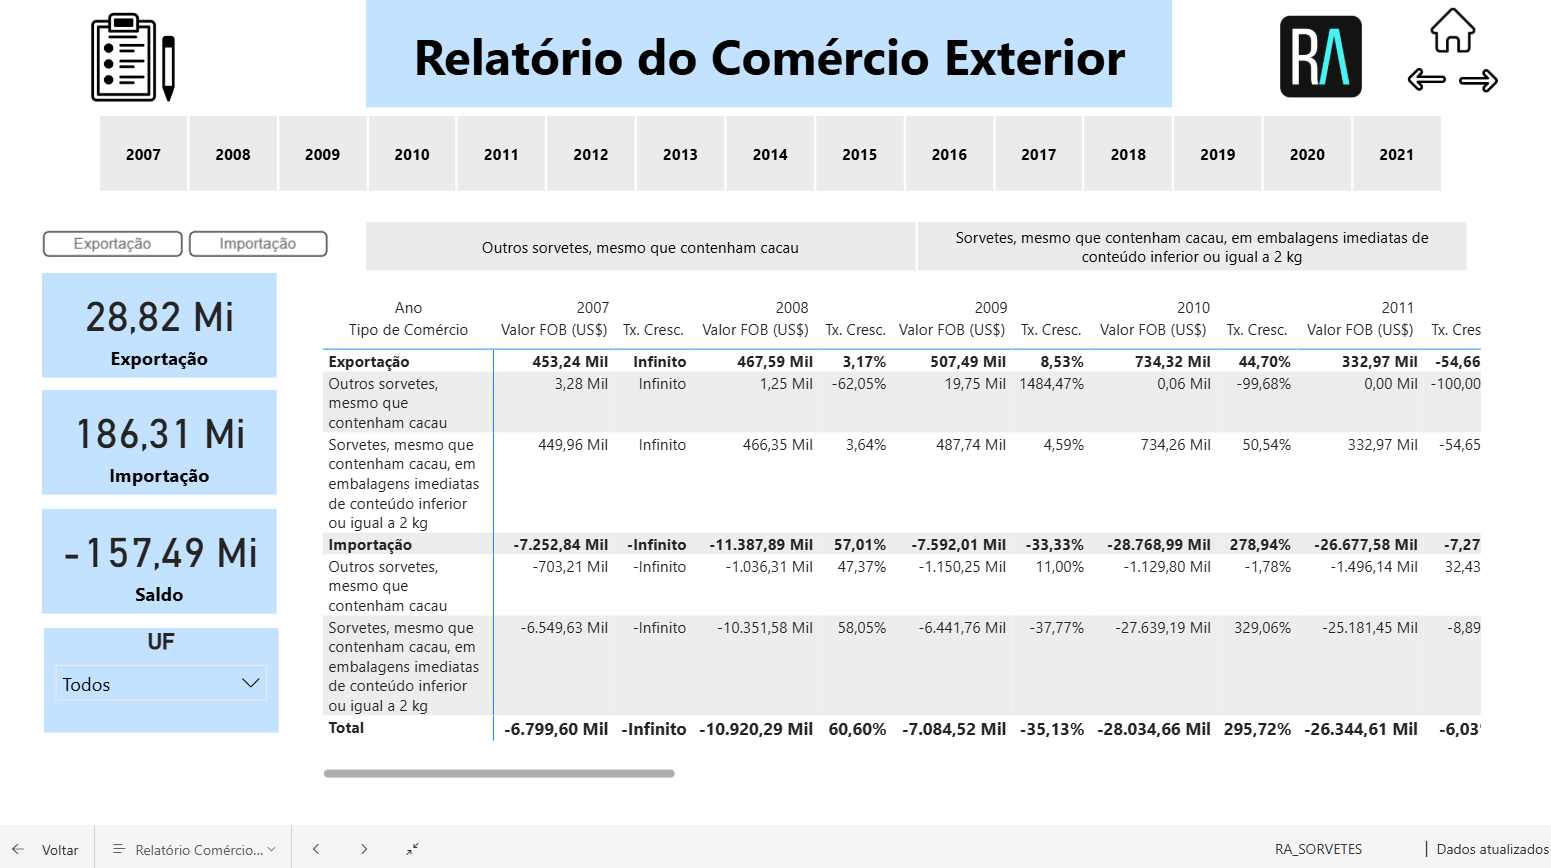 Relatório do Comércio Exterior
RA
2007 2008 2009 2010 2011 2012 2013 2014 2015 2016 2017 2018 2019 2020 2021
Exportação Importação
Outros sorvetes, mesmo que contenham cacau
Sorvetes, mesmo que contenham cacau, em embalagens imediatas de
conteúdo inferior ou igual a 2 kg
28,82 Mi
Exportação
186,31 Mi
Importação
-157,49 Mi
Saldo
UF
Todos
Ano 2007 2008 2009 2010 2011
Tipo de Comércio Valor FOB (US$) Tx. Cresc. Valor FOB (US$) Tx. Cresc. Valor FOB (US$) Tx. Cresc. Valor FOB (US$) Tx. Cresc. Valor FOB (US$) Tx. Cres
Exportação 453,24 Mil Infinito 467,59 Mil 3,17% 507,49 Mil 8,53% 734,32 Mil 44,70% 332,97 Mil -54,66
Outros sorvetes, 3,28 Mil Infinito 1,25 Mil -62,05% 19,75 Mil 1484,47% 0,06 Mil -99,68% 0,00 Mil -100,00
mesmo que
contenham cacau
Sorvetes, mesmo que 449,96 Mil Infinito 466,35 Mil 3,64% 487,74 Mil 4,59% 734,26 Mil 50,54% 332,97 Mil -54,65
contenham cacau, em
embalagens imediatas
de conteúdo inferior
ou igual a 2 kg
Importação -7.252,84 Mil -Infinito -11.387,89 Mil 57,01% -7.592,01 Mil -33,33% -28.768,99 Mil 278,94% -26.677,58 Mil -7,27
Outros sorvetes, -703,21 Mil -Infinito -1.036,31 Mil 47,37% -1.150,25 Mil 11,00% -1.129,80 Mil -1,78% -1.496,14 Mil 32,43
mesmo que
contenham cacau
Sorvetes, mesmo que -6.549,63 Mil -Infinito -10.351,58 Mil 58,05% -6.441,76 Mil -37,77% -27.639,19 Mil 329,06% -25.181,45 Mil -8,89
contenham cacau, em
embalagens imediatas
de conteúdo inferior
ou igual a 2 kg
Total -6.799,60 Mil -Infinito -10.920,29 Mil 60,60% -7.084,52 Mil -35,13% -28.034,66 Mil 295,72% -26.344,61 Mil -6,03
Voltar Relatório Comércio... RA_SORVETES | Dados atualizados